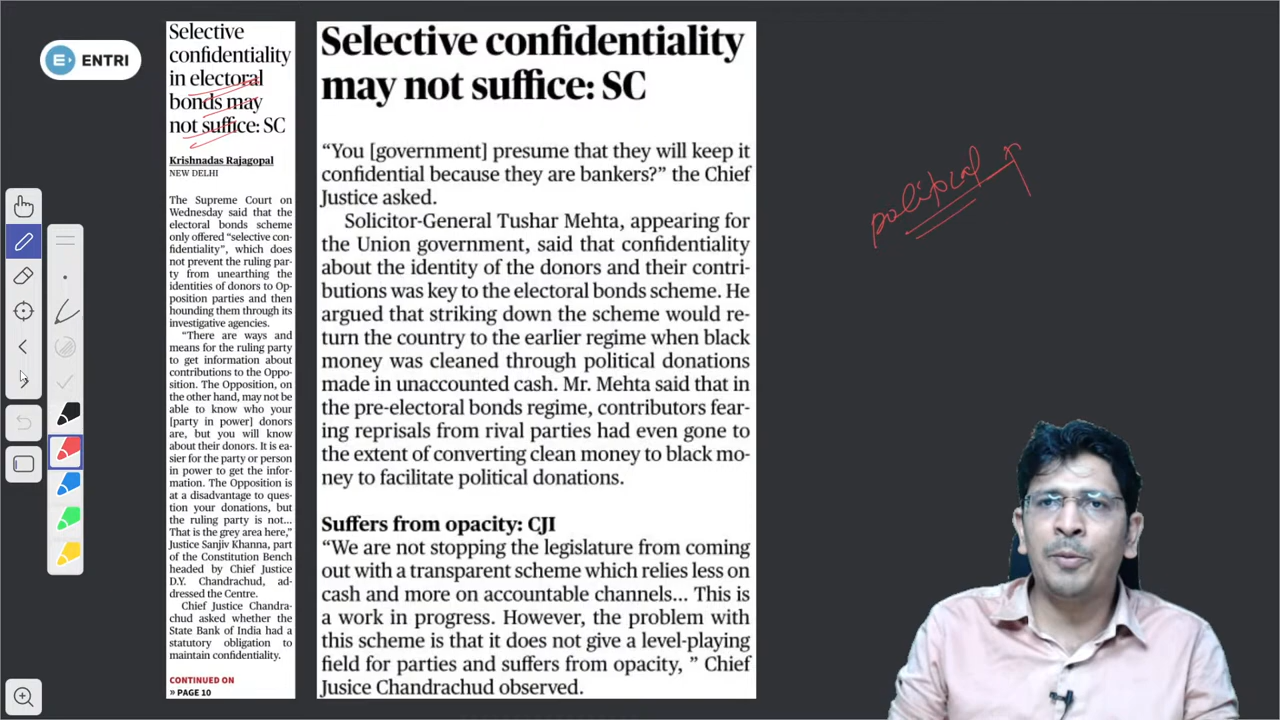 ENTRI
Selective
confidentiality
in electoral
bonds may
not suffice: SC
Krishnadas Rajagopal
NEW DELHI
The Supreme Court on
Wednesday said that the
electoral bonds scheme
only offered “selective con-
fidentiality”, which does
not prevent the ruling par-
ty from unearthing the
identities of donors to Op-
position parties and then
hounding them through its
investigative agencies.
“There are ways and
means for the ruling party
to get information about
contributions to the Oppo-
sition. The Opposition, on
the other hand, may not be
able to know who your
[party in power] donors
are, but you will know
about their donors. It is ea-
sier for the party or person
in power to get the infor-
mation. The Opposition is
at a disadvantage to ques-
tion your donations, but
the ruling party is not...
That is the grey area here,”
Justice Sanjiv Khanna, part
of the Constitution Bench
headed by Chief Justice
D.Y. Chandrachud, ad-
dressed the Centre.
Chief Justice Chandra-
chud asked whether the
State Bank of India had a
statutory obligation to
maintain confidentiality.
CONTINUED ON
» PAGE 10
Selective confidentiality
may not suffice: SC
“You [government] presume that they will keep it
confidential because they are bankers?” the Chief
Justice asked.
Solicitor-General Tushar Mehta, appearing for
the Union government, said that confidentiality
about the identity of the donors and their contri-
butions was key to the electoral bonds scheme. He
argued that striking down the scheme would re-
turn the country to the earlier regime when black
money was cleaned through political donations
made in unaccounted cash. Mr. Mehta said that in
the pre-electoral bonds regime, contributors fear-
ing reprisals from rival parties had even gone to
the extent of converting clean money to black mo-
ney to facilitate political donations.
Suffers from opacity: CJI
“We are not stopping the legislature from coming
out with a transparent scheme which relies less on
cash and more on accountable channels... This is
a work in progress. However, the problem with
this scheme is that it does not give a level-playing
field for parties and suffers from opacity, ” Chief
Jusice Chandrachud observed.
political